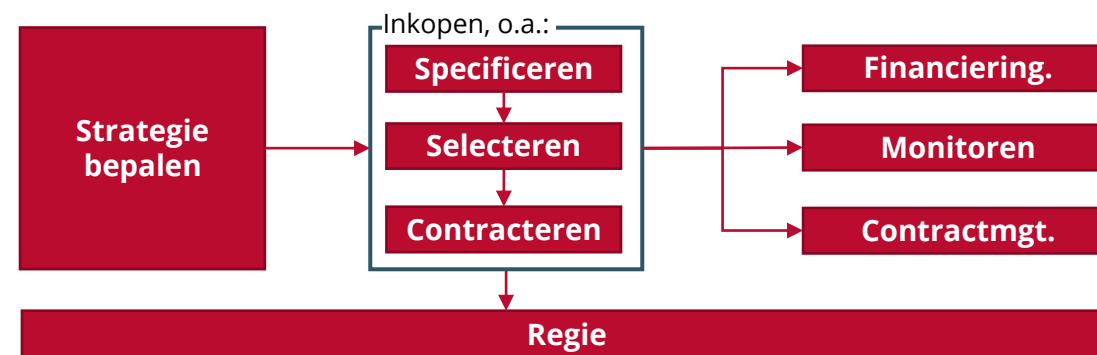 Inkopen, o.a.:
Strategie
bepalen
Specificeren
Selecteren
Contracteren
Financiering.
Monitoren
Contractmgt.
Regie